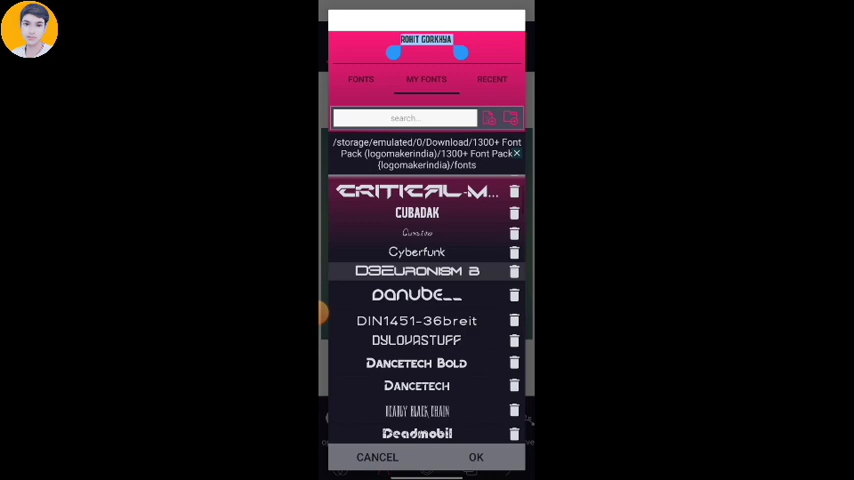 ROHIT GORKHYA
FONTS MY FONTS RECENT
search...
/storage/emulated/0/Download/1300+ Font
Pack (logomakerindia)/1300+ Font Pack
{logomakerindia}/fonts
CRITICAL-M...
CUBADAK
Cyberfunk
D3Euronism B
Danube__
DIN1451-36breit
DYLOVASTUFF
Dancetech Bold
Dancetech
Deadly Black Chain
Deadmobil
CANCEL OK